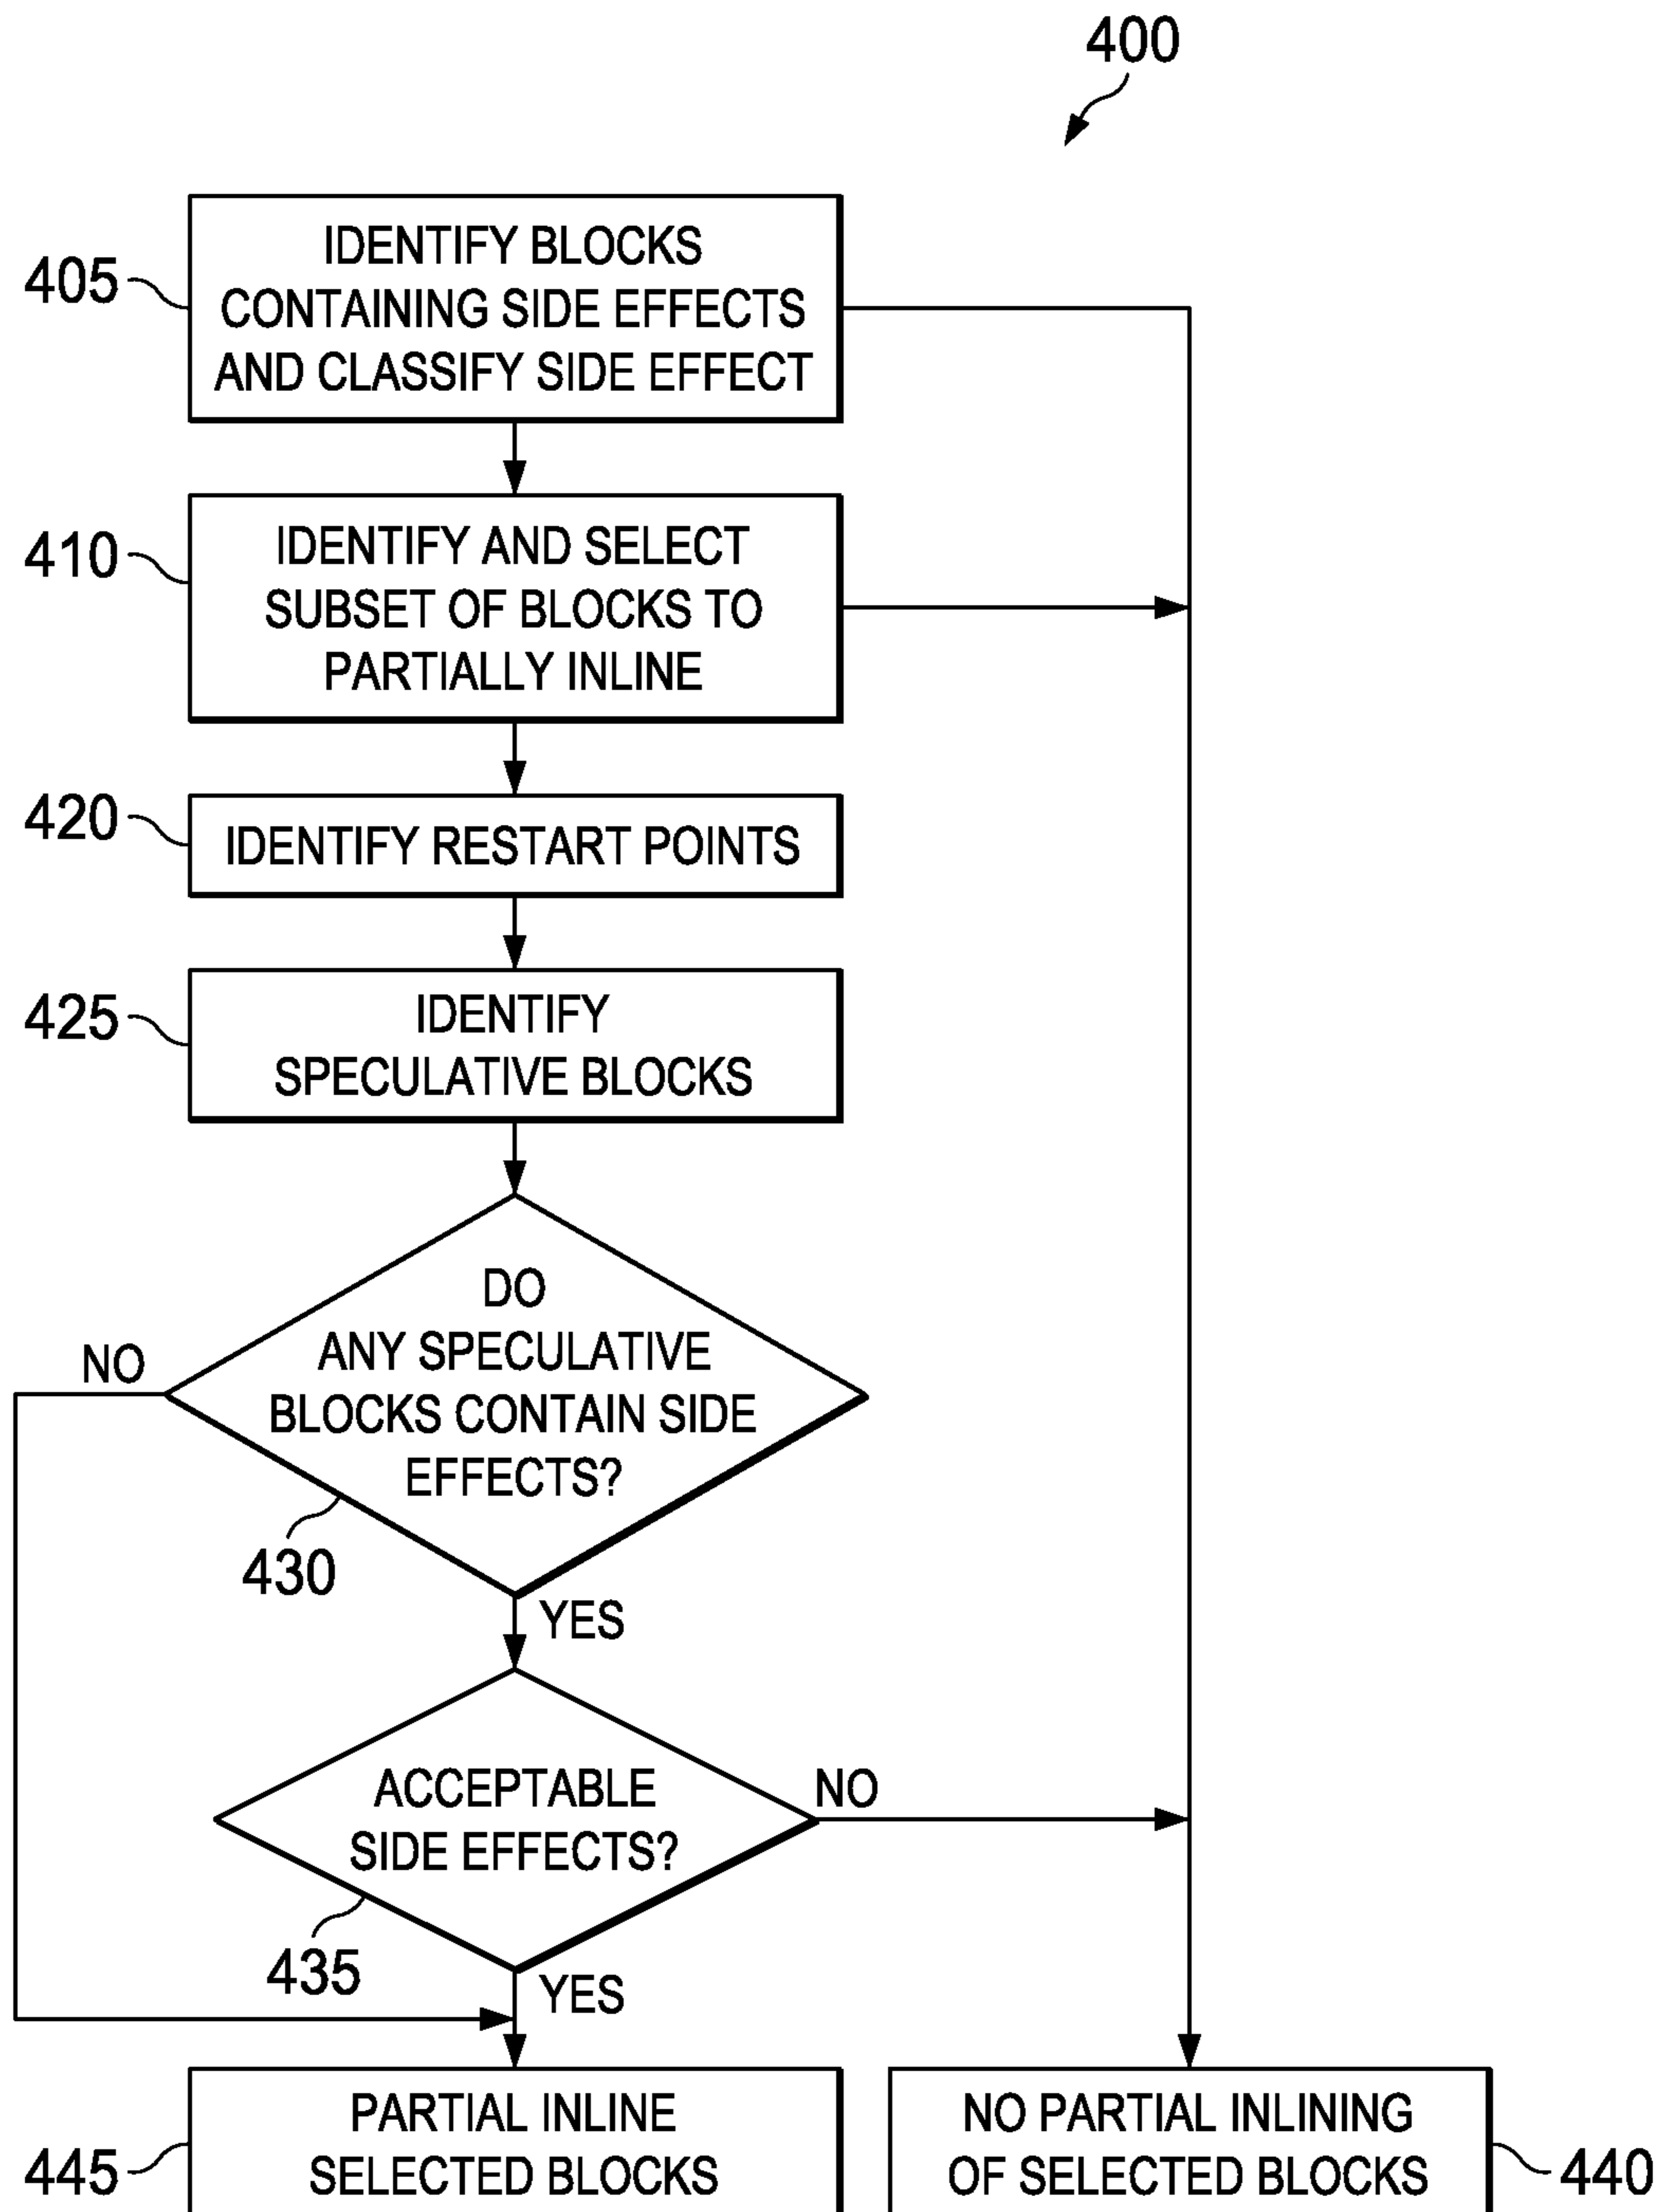 400
405
IDENTIFY BLOCKS
CONTAINING SIDE EFFECTS
AND CLASSIFY SIDE EFFECT
410
IDENTIFY AND SELECT
SUBSET OF BLOCKS TO
PARTIALLY INLINE
420
IDENTIFY RESTART POINTS
425
IDENTIFY
SPECULATIVE BLOCKS
NO
DO
ANY SPECULATIVE
BLOCKS CONTAIN SIDE
EFFECTS?
430
YES
ACCEPTABLE
SIDE EFFECTS?
NO
435
YES
445
PARTIAL INLINE
SELECTED BLOCKS
NO PARTIAL INLINING
OF SELECTED BLOCKS
440